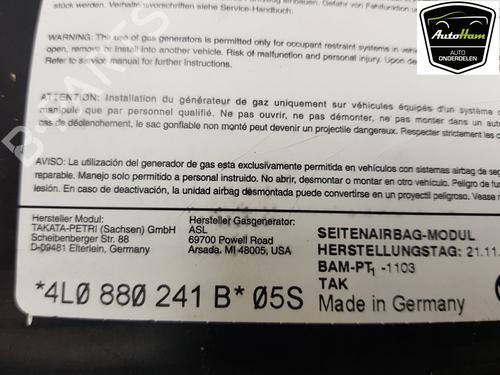 stück verwenden. Verhaltensvorschriften siehe Service-Handbuch.
WARNING: The use of gas generators is permitted only for occupant restraint systems in vehic
open, remove or install into another vehicle. Risk of malfunction and personal injury. Upon
Refer to service manual for further instructions.
ATTENTION: Installation du générateur de gaz uniquement sur véhicules équipés d'un système
manipulé que par personnel qualifié. Ne pas ouvrir, ne pas démonter, ne pas monter dans un
cas de déclenchement, le sac gonflable non monté peut devenir un projectile dangereux. Respecter strictement les
AVISO: La utilización del generador de gas esta exclusivamente permitida en vehículos con sistemas airbag de
reparable. Manejo solo permitido a personal instruido. No abrir, desmontar o montar en otro vehículo. Peligro de
lesión. En caso de deactivación, la unidad airbag desmontada puede convertirse en un proyectil peligroso. Vease
Hersteller Modul:
TAKATA-PETRI (Sachsen) GmbH
Scheibenberger Str. 88
D-09481 Elterlein, Germany
Hersteller Gasgenerator:
ASL
69700 Powell Road
Arsada. MI 48005, USA
SEITENAIRBAG-MODUL
HERSTELLUNGSTAG: 21.11.
BAM-PT1 -1103
TAK
Made in Germany
*4L0 880 241 B* 05S
AutoHam
AUTO
ONDERDELEN
B-PARTS